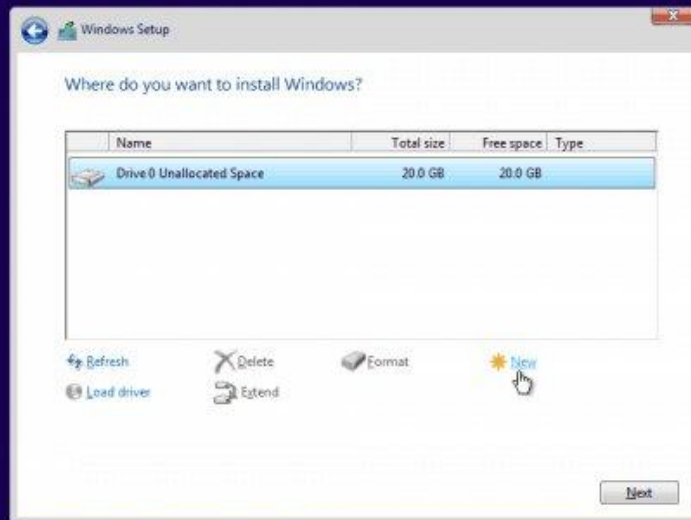 Windows Setup
Where do you want to install Windows?
Name Total size Free space Type
Drive 0 Unallocated Space 20.0 GB 20.0 GB
Refresh Delete Format New
Load driver Extend
Next